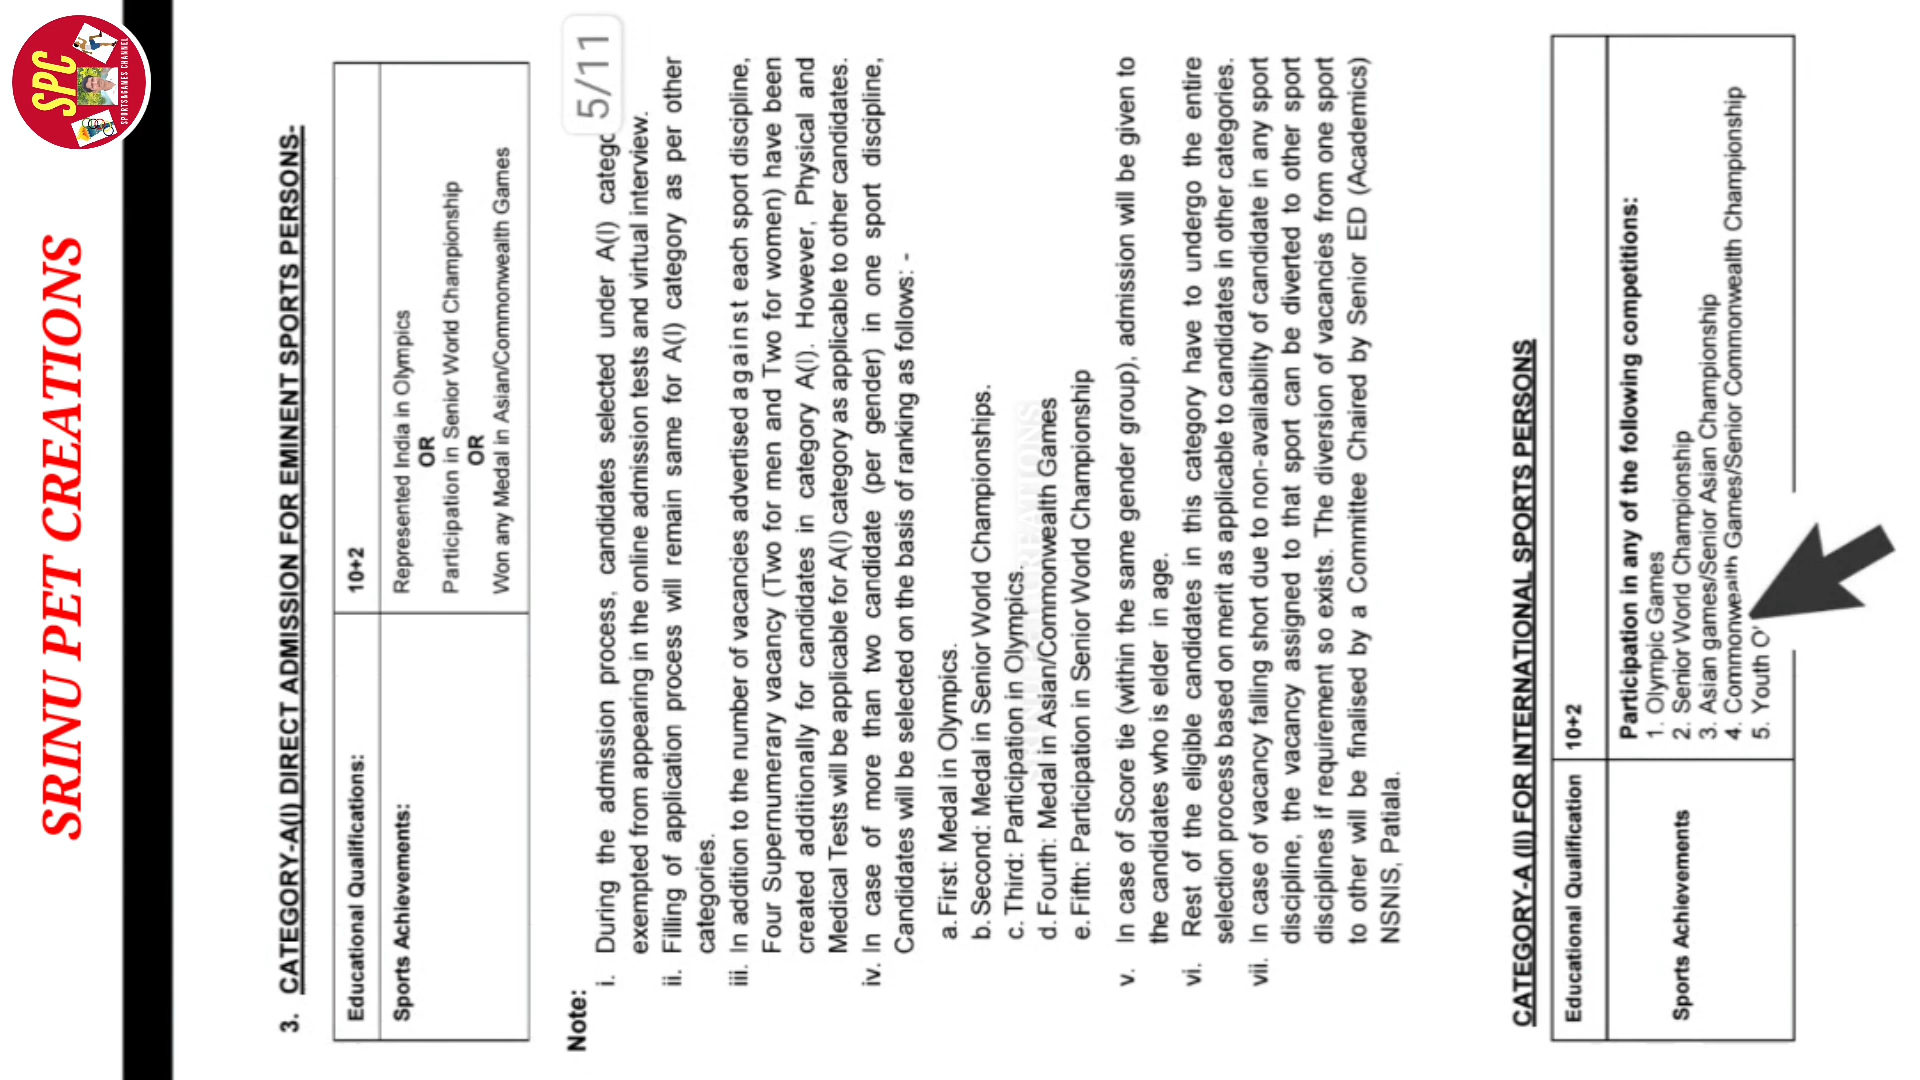 SPC
SPORTS&GAMES CHANNEL
SRINU PET CREATIONS
5/11
3. CATEGORY-A(I) DIRECT ADMISSION FOR EMINENT SPORTS PERSONS-
Educational Qualifications: 10+2
Sports Achievements: Represented India in Olympics
OR
Participation in Senior World Championship
OR
Won any Medal in Asian/Commonwealth Games
Note:
i. During the admission process, candidates selected under A(I) catego
exempted from appearing in the online admission tests and virtual interview.
ii. Filling of application process will remain same for A(I) category as per other
categories.
iii. In addition to the number of vacancies advertised against each sport discipline,
Four Supernumerary vacancy (Two for men and Two for women) have been
created additionally for candidates in category A(I). However, Physical and
Medical Tests will be applicable for A(I) category as applicable to other candidates.
iv. In case of more than two candidate (per gender) in one sport discipline,
Candidates will be selected on the basis of ranking as follows: -
a. First: Medal in Olympics.
b. Second: Medal in Senior World Championships.
c. Third: Participation in Olympics.
d. Fourth: Medal in Asian/Commonwealth Games
e. Fifth: Participation in Senior World Championship
v. In case of Score tie (within the same gender group), admission will be given to
the candidates who is elder in age.
vi. Rest of the eligible candidates in this category have to undergo the entire
selection process based on merit as applicable to candidates in other categories.
vii. In case of vacancy falling short due to non-availability of candidate in any sport
discipline, the vacancy assigned to that sport can be diverted to other sport
disciplines if requirement so exists. The diversion of vacancies from one sport
to other will be finalised by a Committee Chaired by Senior ED (Academics)
NSNIS, Patiala.
CATEGORY-A (II) FOR INTERNATIONAL SPORTS PERSONS
Educational Qualification 10+2
Sports Achievements Participation in any of the following competitions:
1. Olympic Games
2. Senior World Championship
3. Asian games/Senior Asian Championship
4. Commonwealth Games/Senior Commonwealth Championship
5. Youth O